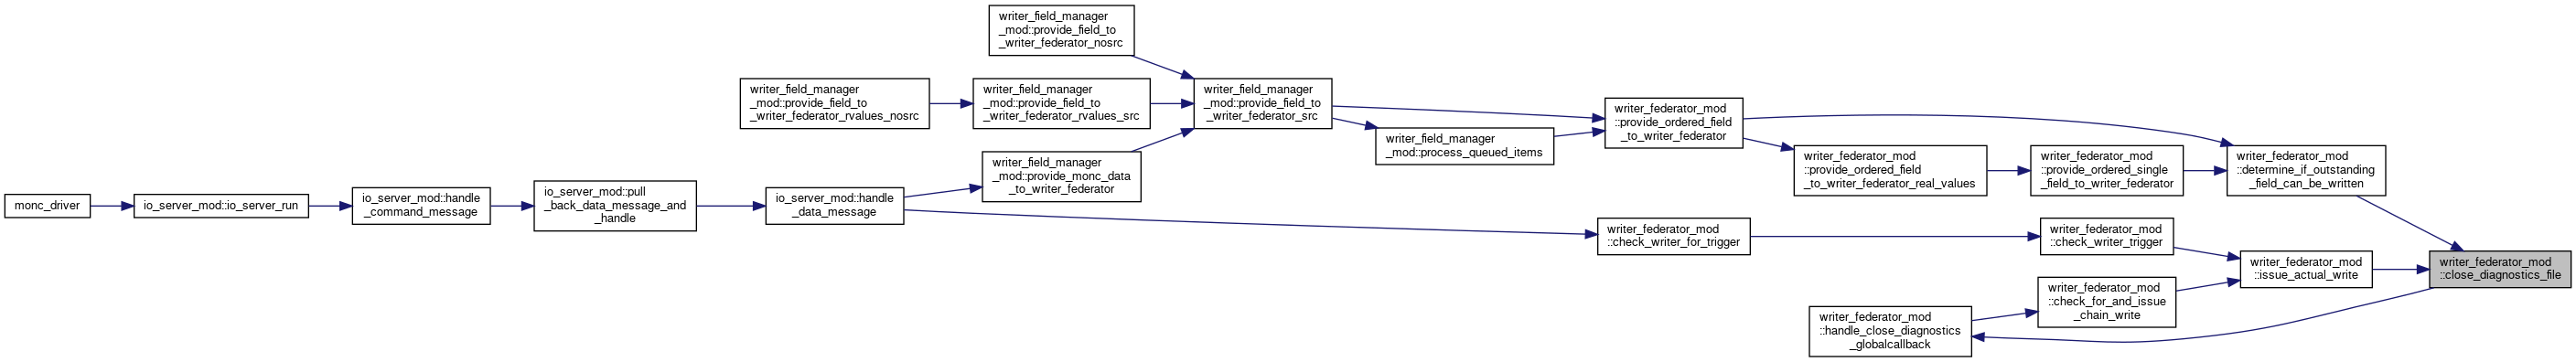 writer_field_manager
_mod::provide_field_to
_writer_federator_nosrc
writer_field_manager
_mod::provide_field_to
_writer_federator_rvalues_nosrc
writer_field_manager
_mod::provide_field_to
_writer_federator_rvalues_src
writer_field_manager
_mod::provide_field_to
_writer_federator_src
writer_federator_mod
::provide_ordered_field
_to_writer_federator
writer_field_manager
_mod::process_queued_items
writer_federator_mod
::provide_ordered_field
_to_writer_federator_real_values
writer_federator_mod
::provide_ordered_single
_field_to_writer_federator
writer_federator_mod
::determine_if_outstanding
_field_can_be_written
writer_field_manager
_mod::provide_monc_data
_to_writer_federator
monc_driver
io_server_mod::io_server_run
io_server_mod::handle
_command_message
io_server_mod::pull
_back_data_message_and
_handle
io_server_mod::handle
_data_message
writer_federator_mod
::check_writer_for_trigger
writer_federator_mod
::check_writer_trigger
writer_federator_mod
::issue_actual_write
writer_federator_mod
::close_diagnostics_file
writer_federator_mod
::check_for_and_issue
_chain_write
writer_federator_mod
::handle_close_diagnostics
_globalcallback